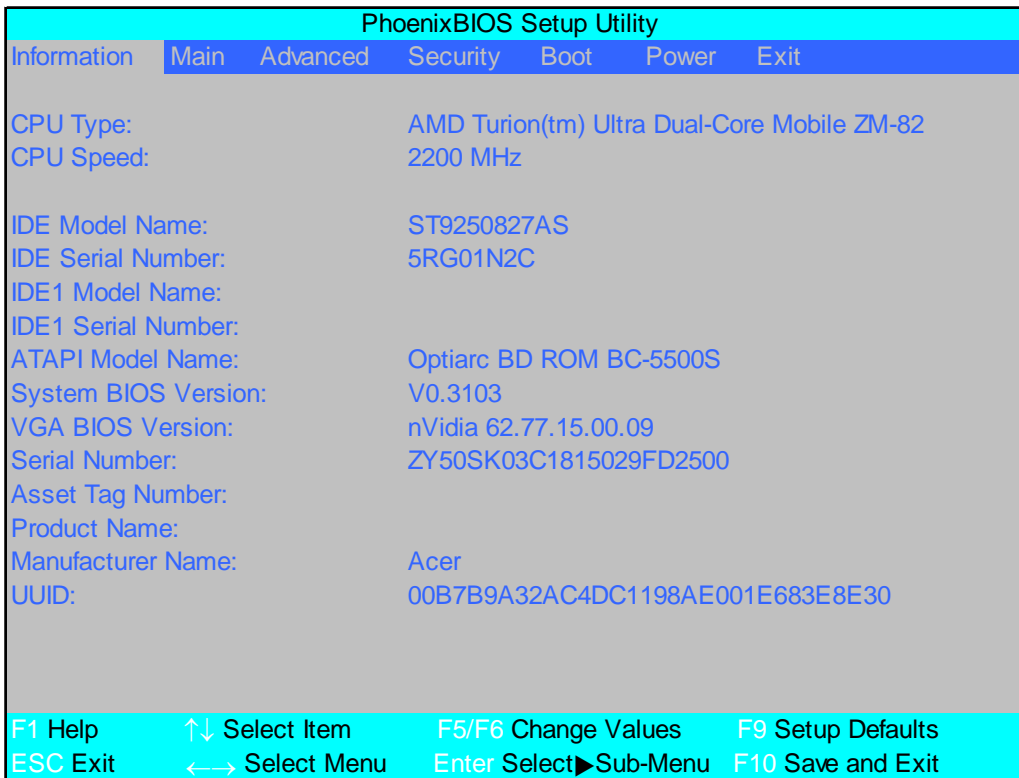 PhoenixBIOS Setup Utility
Information Main Advanced Security Boot Power Exit
CPU Type: AMD Turion(tm) Ultra Dual-Core Mobile ZM-82
CPU Speed: 2200 MHz
IDE Model Name: ST9250827AS
IDE Serial Number: 5RG01N2C
IDE1 Model Name:
IDE1 Serial Number:
ATAPI Model Name: Optiarc BD ROM BC-5500S
System BIOS Version: V0.3103
VGA BIOS Version: nVidia 62.77.15.00.09
Serial Number: ZY50SK03C1815029FD2500
Asset Tag Number:
Product Name:
Manufacturer Name: Acer
UUID: 00B7B9A32AC4DC1198AE001E683E8E30
F1 Help ↑↓ Select Item F5/F6 Change Values F9 Setup Defaults
ESC Exit ←→ Select Menu Enter Select▶Sub-Menu F10 Save and Exit